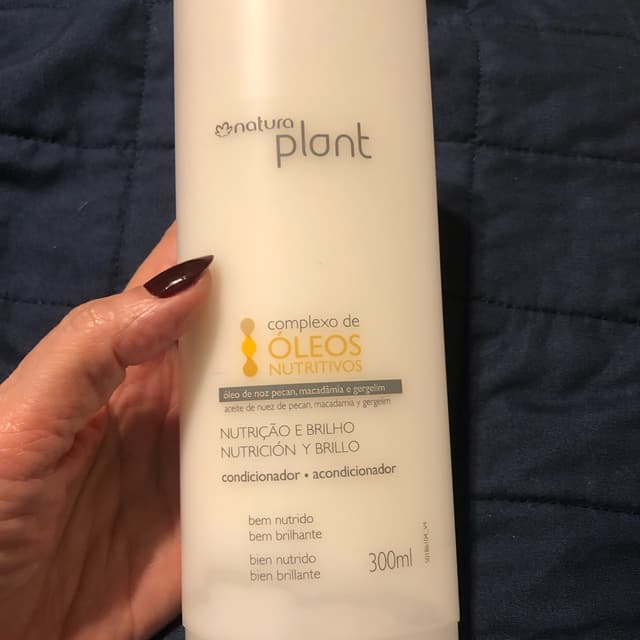 natura
plant
complexo de
ÓLEOS
NUTRITIVOS
óleo de noz pecan, macadâmia e gergelim
aceite de nuez de pecan, macadamia y gergelim
NUTRIÇÃO E BRILHO
NUTRICIÓN Y BRILLO
condicionador • acondicionador
bem nutrido
bem brilhante
bien nutrido
bien brillante
300ml